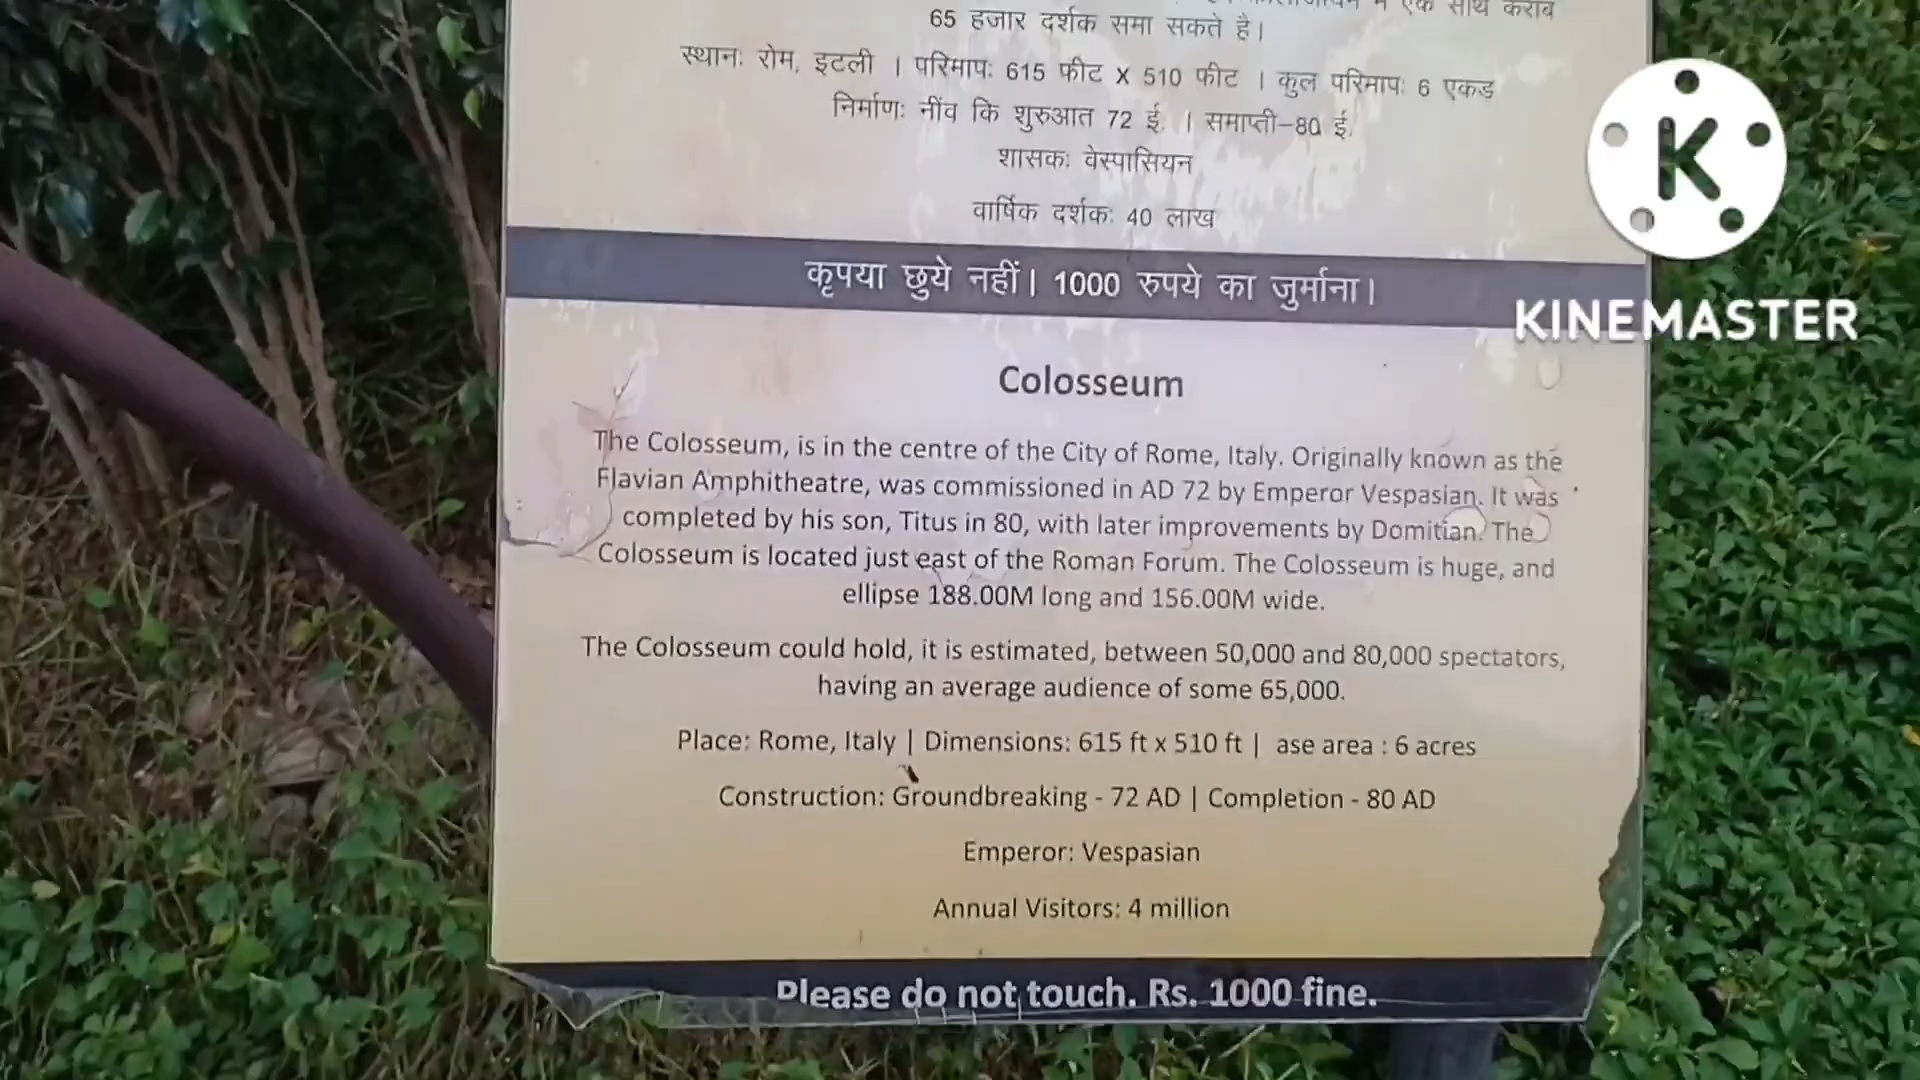 में एक साथ करीब
65 हजार दर्शक समा सकते है।
स्थानः रोम, इटली । परिमापः 615 फीट X 510 फीट । कुल परिमापः 6 एकड
निर्माणः नींव कि शुरुआत 72 ई. । समाप्ती-80 ई.
शासकः वेस्पासियन
वार्षिक दर्शकः 40 लाख
कृपया छुये नहीं। 1000 रुपये का जुर्माना।
K
KINEMASTER
Colosseum
The Colosseum, is in the centre of the City of Rome, Italy. Originally known as the
Flavian Amphitheatre, was commissioned in AD 72 by Emperor Vespasian. It was
completed by his son, Titus in 80, with later improvements by Domitian. The
Colosseum is located just east of the Roman Forum. The Colosseum is huge, and
ellipse 188.00M long and 156.00M wide.
The Colosseum could hold, it is estimated, between 50,000 and 80,000 spectators,
having an average audience of some 65,000.
Place: Rome, Italy | Dimensions: 615 ft x 510 ft | ase area : 6 acres
Construction: Groundbreaking - 72 AD | Completion - 80 AD
Emperor: Vespasian
Annual Visitors: 4 million
Please do not touch. Rs. 1000 fine.